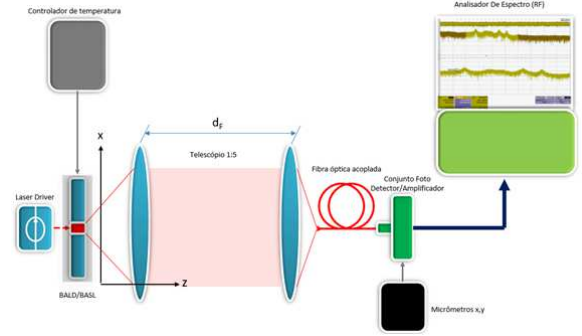 Controlador de temperatura
Analisador De Espectro (RF)
X
d_F
Telescópio 1:5
Fibra óptica acoplada
Conjunto Foto
Detector/Amplificador
Laser Driver
Z
BALD/BASL
Micrômetros x,y